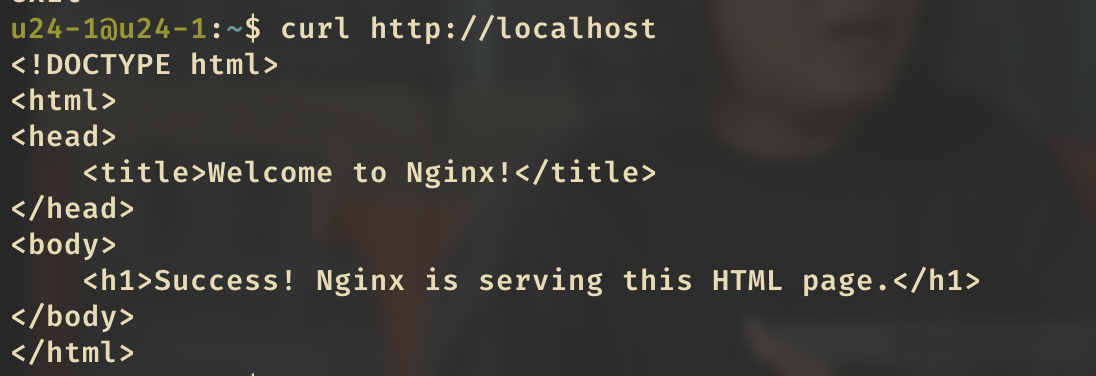 u24-1@u24-1:~$ curl http://localhost
<!DOCTYPE html>
<html>
<head>
    <title>Welcome to Nginx!</title>
</head>
<body>
    <h1>Success! Nginx is serving this HTML page.</h1>
</body>
</html>